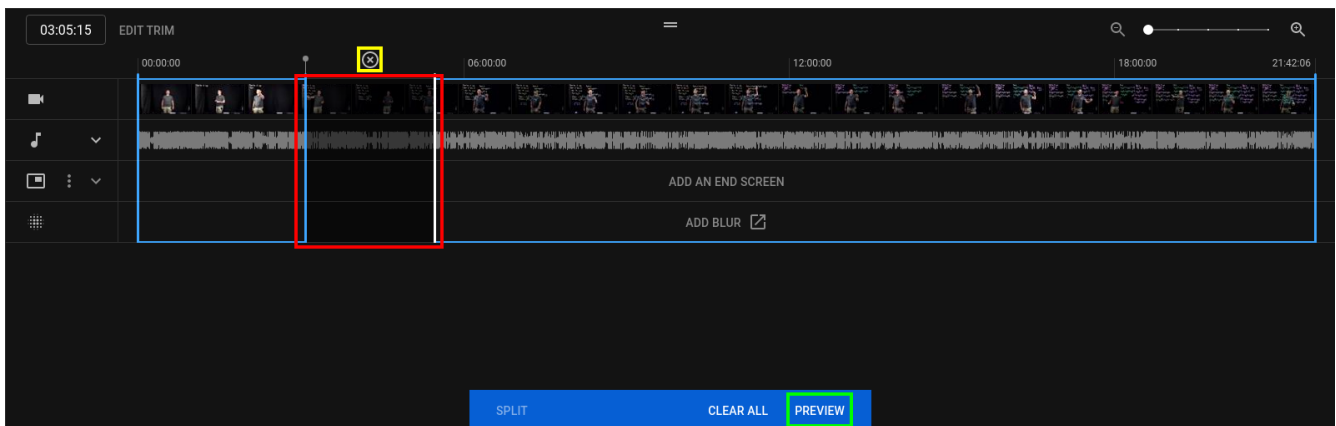 03:05:15 EDIT TRIM
00:00:00 06:00:00 12:00:00 18:00:00 21:42:06
ADD AN END SCREEN
ADD BLUR
SPLIT CLEAR ALL PREVIEW